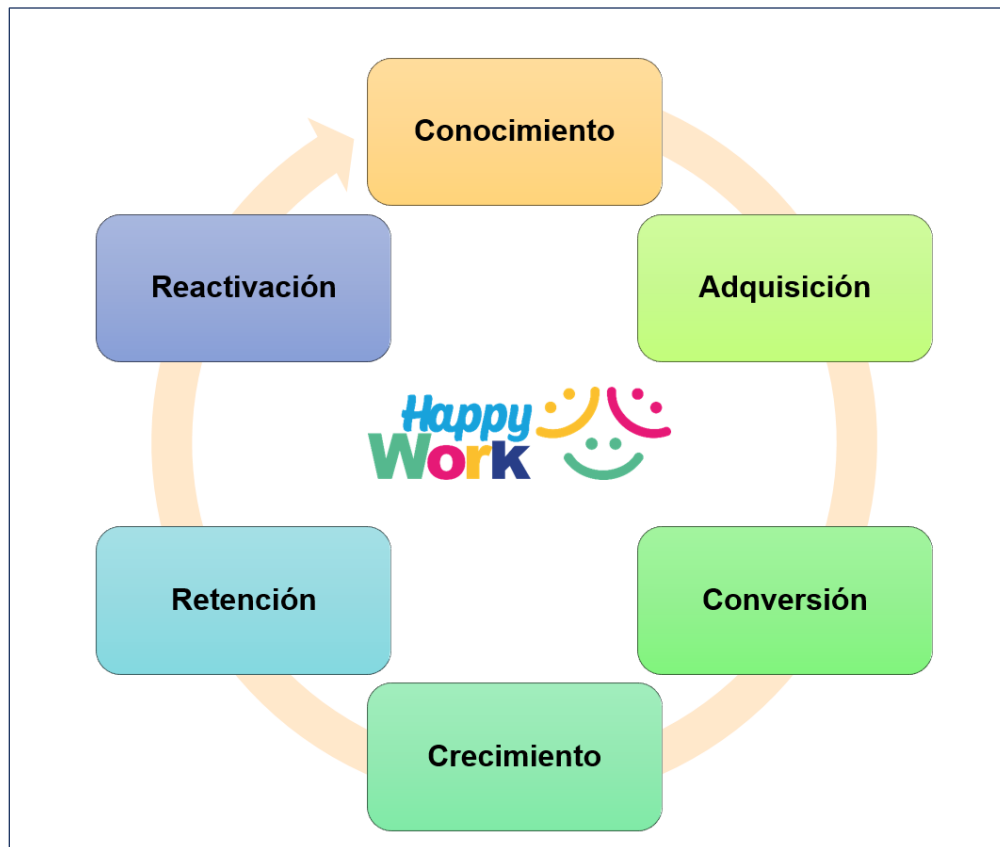 Conocimiento
Reactivación
Adquisición
Happy
Work
Retención
Conversión
Crecimiento